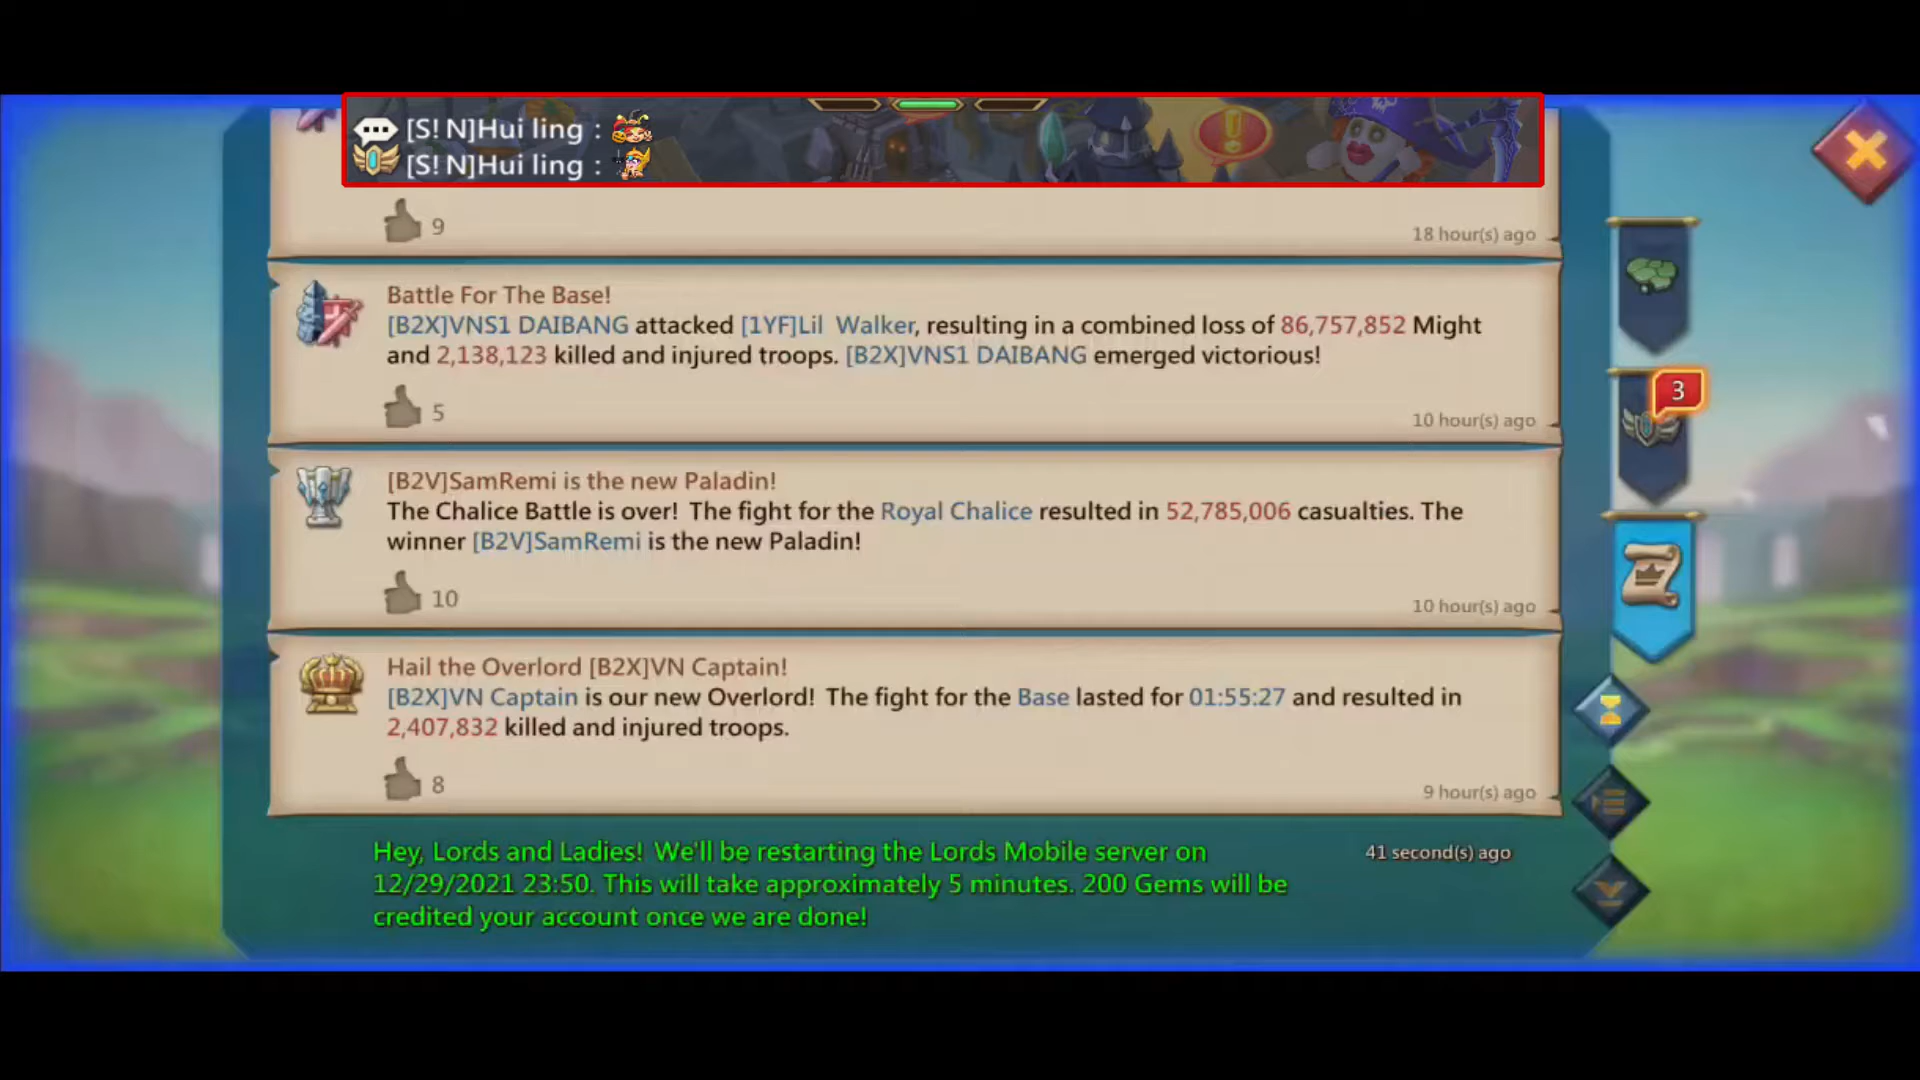 [S! N]Hui ling :
[S! N]Hui ling :
9
18 hour(s) ago
Battle For The Base!
[B2X]VNS1 DAIBANG attacked [1YF]Lil Walker, resulting in a combined loss of 86,757,852 Might
and 2,138,123 killed and injured troops. [B2X]VNS1 DAIBANG emerged victorious!
5
10 hour(s) ago
3
[B2V]SamRemi is the new Paladin!
The Chalice Battle is over! The fight for the Royal Chalice resulted in 52,785,006 casualties. The
winner [B2V]SamRemi is the new Paladin!
10
10 hour(s) ago
Hail the Overlord [B2X]VN Captain!
[B2X]VN Captain is our new Overlord! The fight for the Base lasted for 01:55:27 and resulted in
2,407,832 killed and injured troops.
8
9 hour(s) ago
Hey, Lords and Ladies! We'll be restarting the Lords Mobile server on
41 second(s) ago
12/29/2021 23:50. This will take approximately 5 minutes. 200 Gems will be
credited your account once we are done!